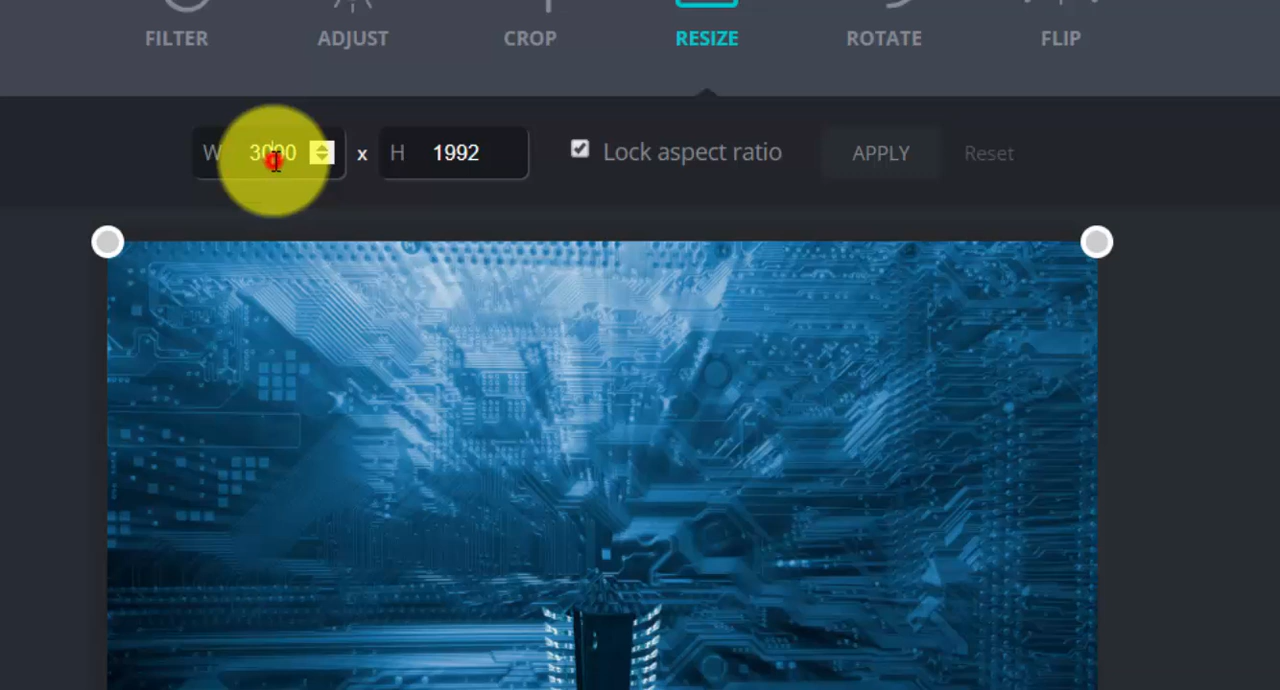 FILTER ADJUST CROP RESIZE ROTATE FLIP
W 3000 x H 1992 Lock aspect ratio APPLY Reset